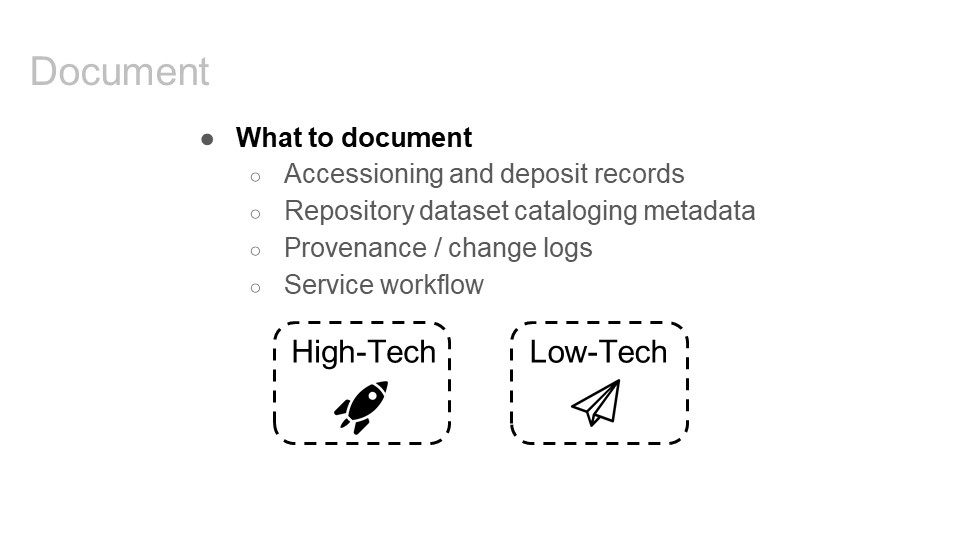 Document
● What to document
○ Accessioning and deposit records
○ Repository dataset cataloging metadata
○ Provenance / change logs
○ Service workflow
High-Tech
Low-Tech